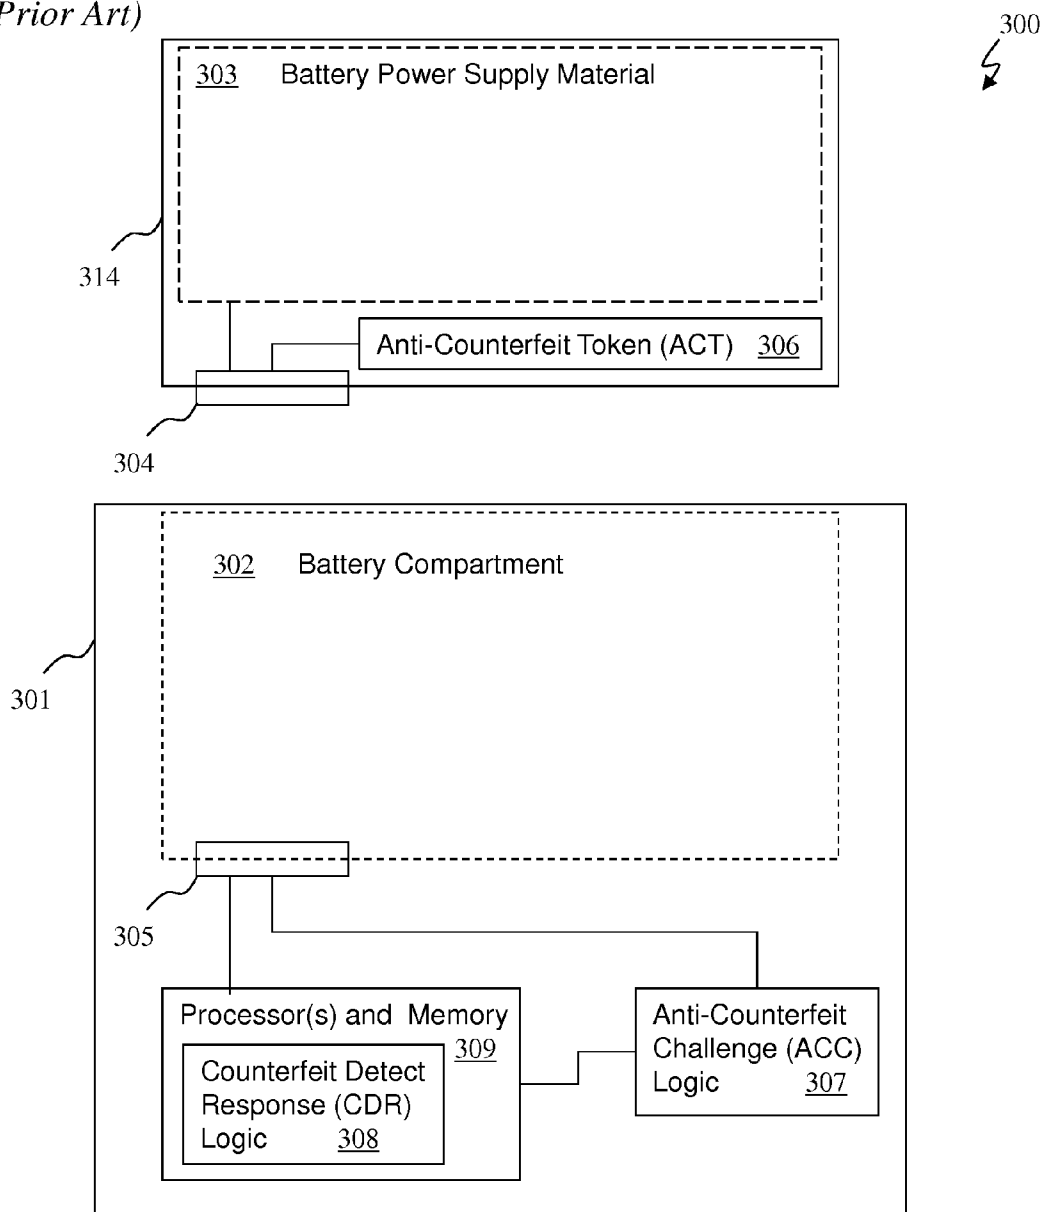 Prior Art)
300
303 Battery Power Supply Material
314
Anti-Counterfeit Token (ACT) 306
304
302 Battery Compartment
301
305
Processor(s) and Memory
309
Counterfeit Detect
Response (CDR)
Logic 308
Anti-Counterfeit
Challenge (ACC)
Logic 307